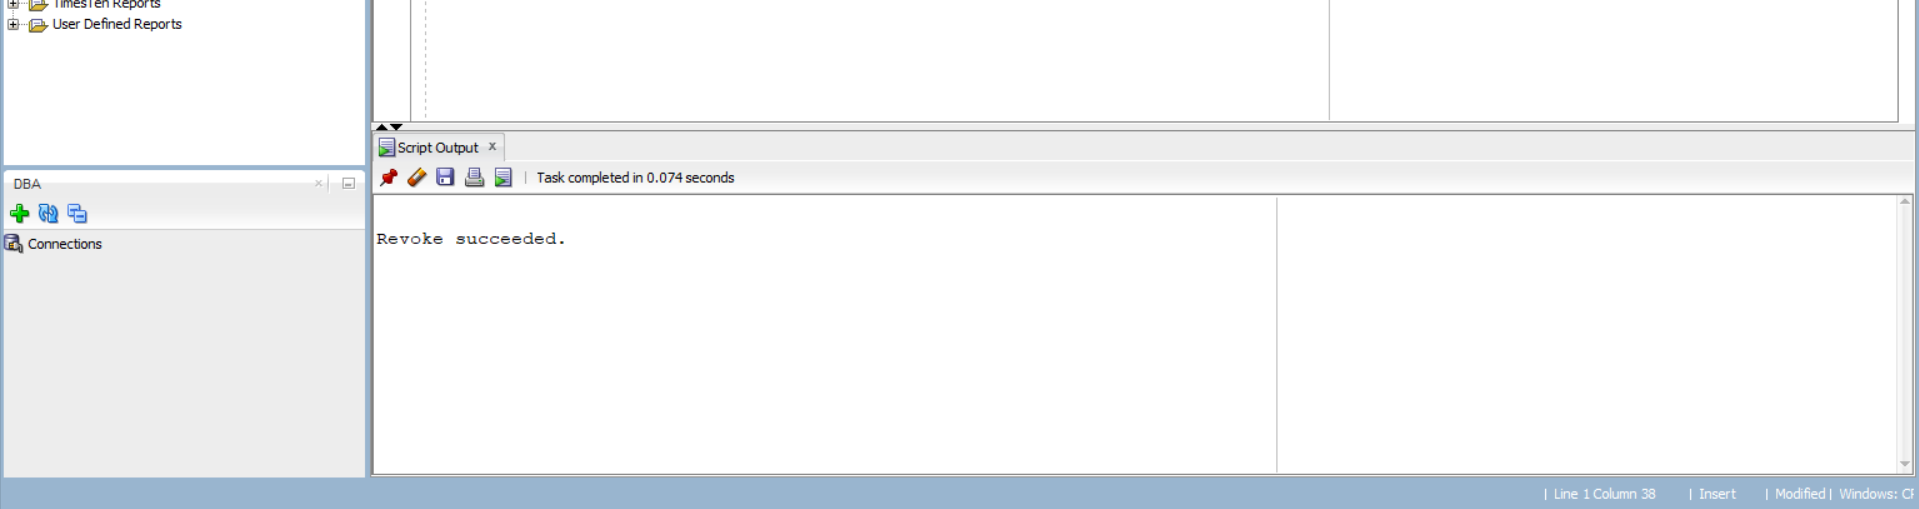 TimesTen Reports
User Defined Reports
DBA
Connections
Script Output x
Task completed in 0.074 seconds
Revoke succeeded.
| Line 1 Column 38 | Insert | Modified | Windows: CF